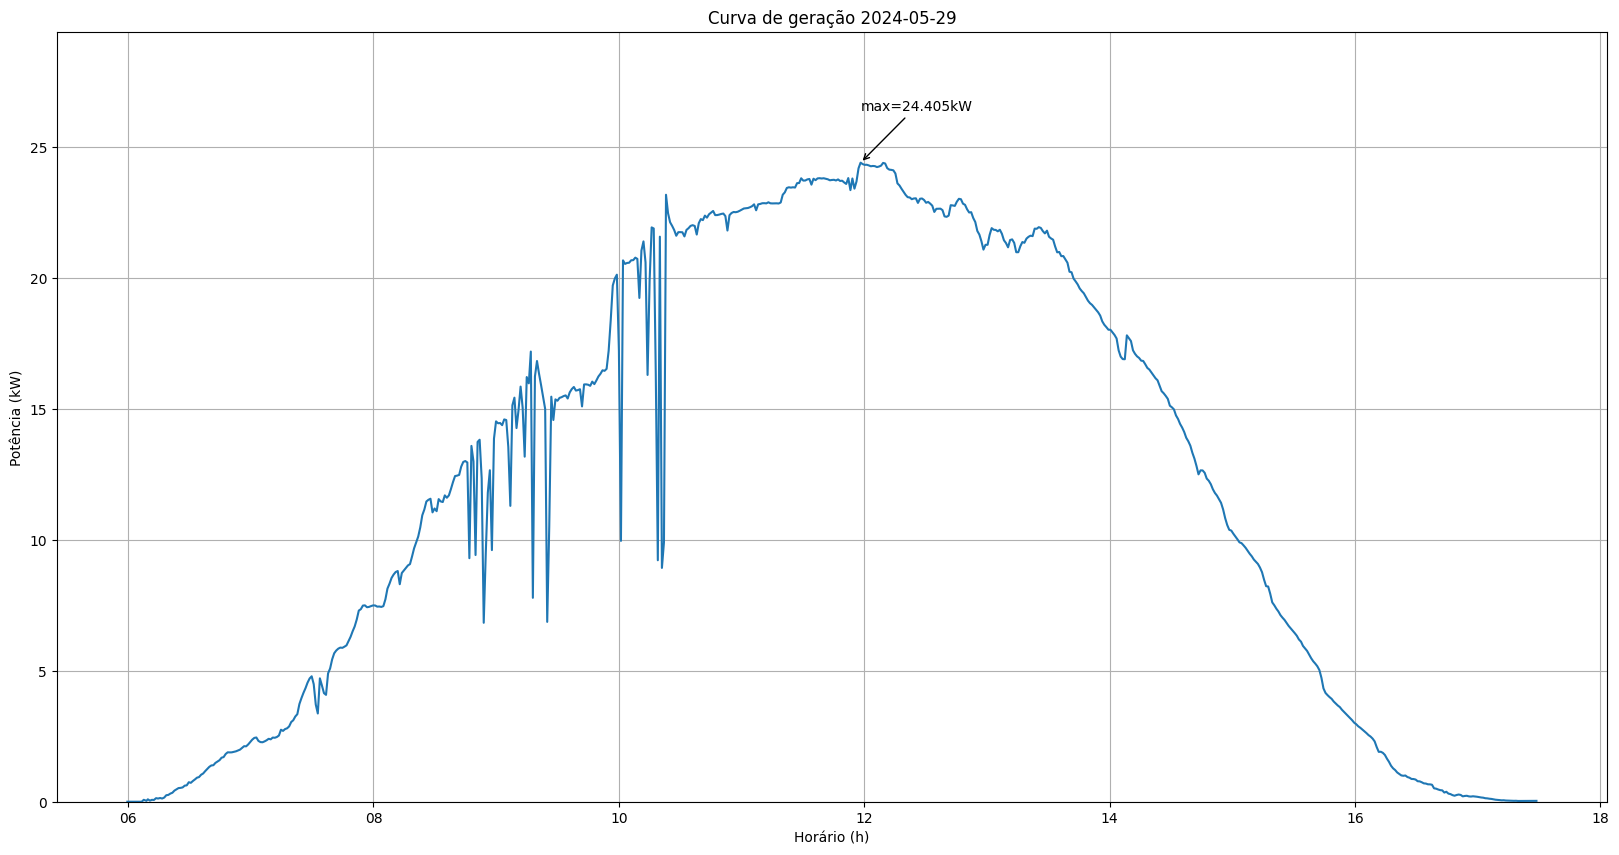 Curva de geração 2024-05-29
max=24.405kW
Potência (kW)
25
20
15
10
5
0
06 08 10 12 14 16 18
Horário (h)